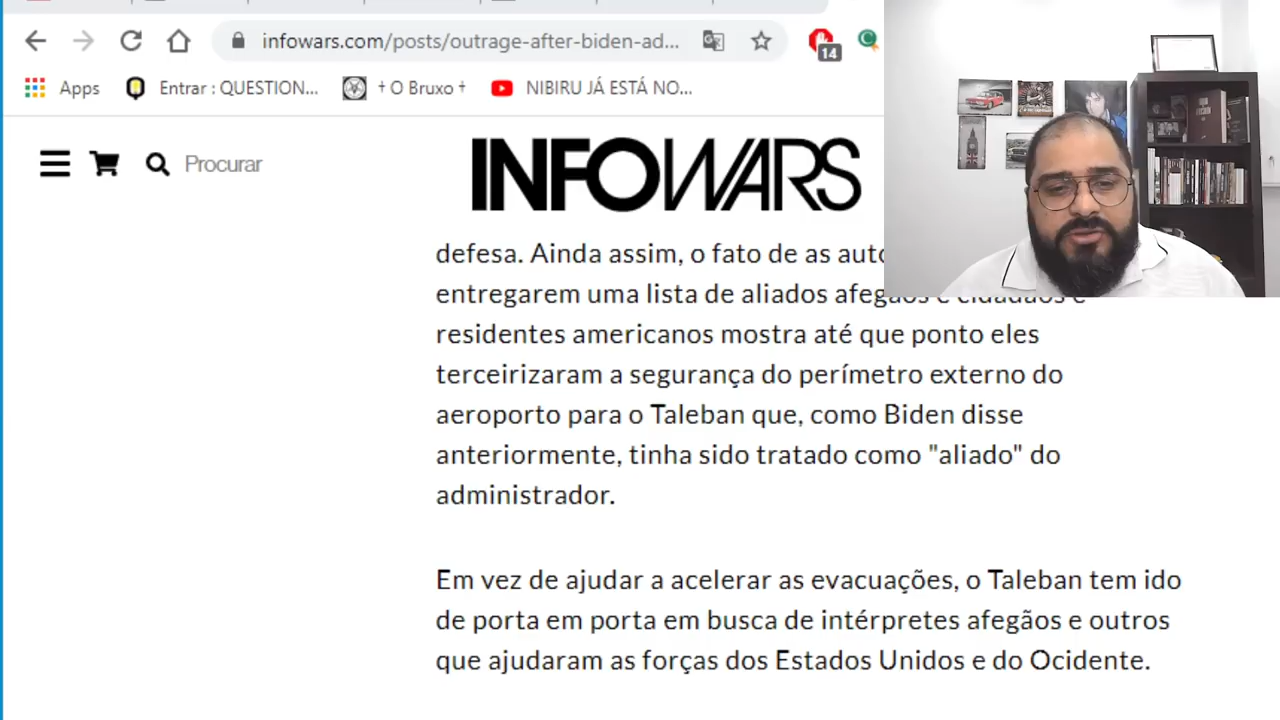 infowars.com/posts/outrage-after-biden-ad...
14
Apps
Entrar : QUESTION...
† O Bruxo †
NIBIRU JÁ ESTÁ NO...
Procurar
INFOWARS
defesa. Ainda assim, o fato de as
entregarem uma lista de aliados afegãos e cidadãos e
residentes americanos mostra até que ponto eles
terceirizaram a segurança do perímetro externo do
aeroporto para o Taleban que, como Biden disse
anteriormente, tinha sido tratado como "aliado" do
administrador.
Em vez de ajudar a acelerar as evacuações, o Taleban tem ido
de porta em porta em busca de intérpretes afegãos e outros
que ajudaram as forças dos Estados Unidos e do Ocidente.